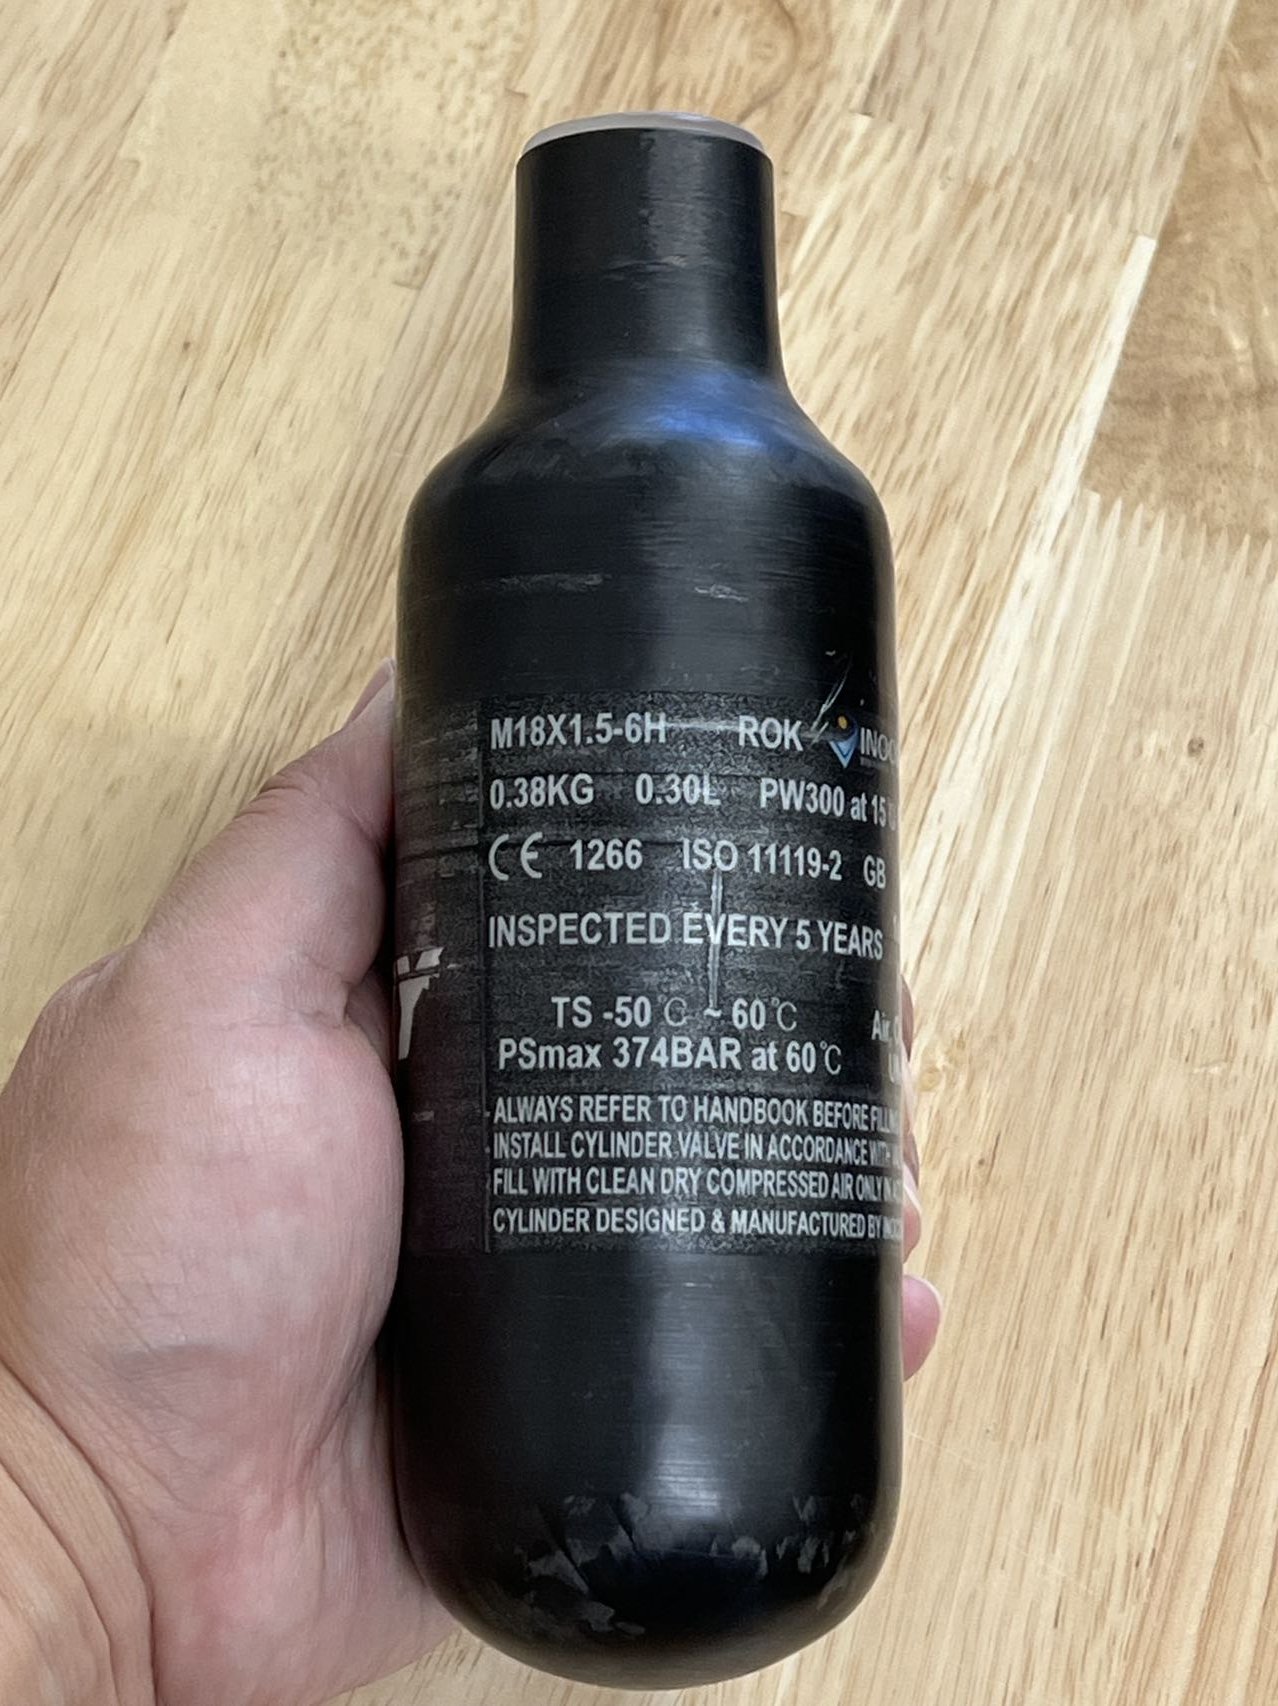 M18X1.5-6H ROK
0.38KG 0.30L PW300 at 15
CE 1266 ISO 11119-2 GB
INSPECTED EVERY 5 YEARS
TS -50℃ ~ 60℃
PSmax 374BAR at 60℃
ALWAYS REFER TO HANDBOOK BEFORE
INSTALL CYLINDER VALVE IN ACCORDANCE
FILL WITH CLEAN DRY COMPRESSED AIR ONLY IN
CYLINDER DESIGNED & MANUFACTURED BY